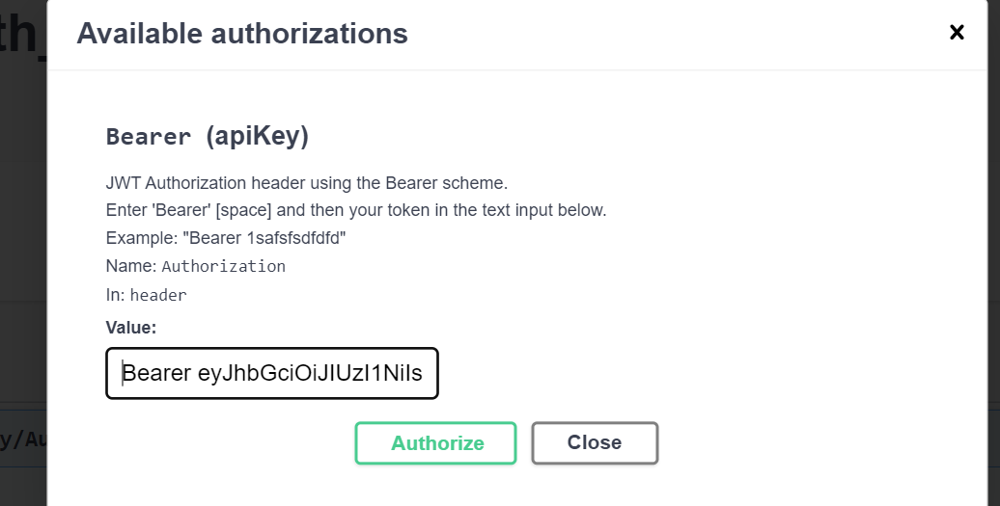 th_
Available authorizations
Bearer (apiKey)
JWT Authorization header using the Bearer scheme.
Enter 'Bearer' [space] and then your token in the text input below.
Example: "Bearer 1safsfsdfdfd"
Name: Authorization
In: header
Value:
Bearer eyJhbGciOiJIUzI1NiIs
y/Au
Authorize Close